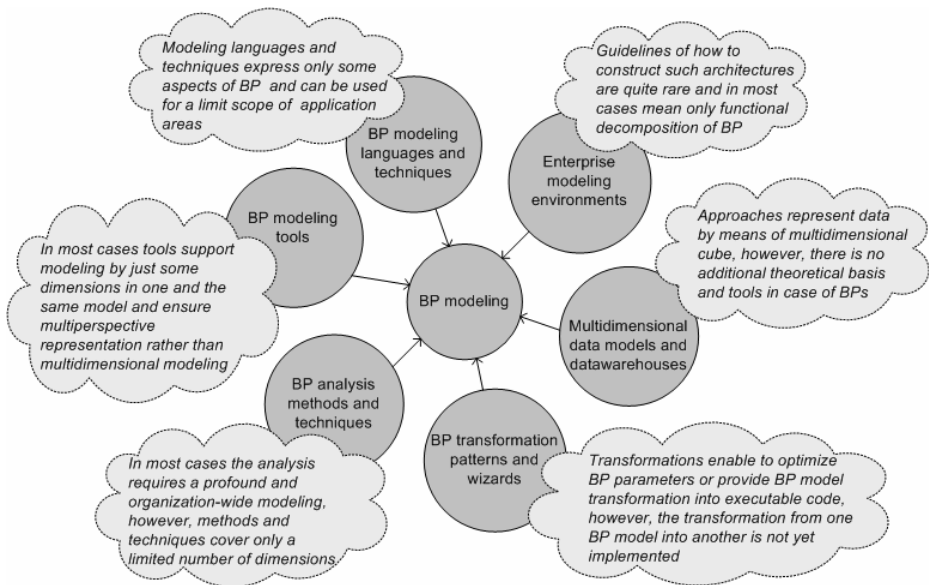 Modeling languages and
techniques express only some
aspects of BP and can be used
for a limit scope of application
areas
Guidelines of how to
construct such architectures
are quite rare and in most
cases mean only functional
decomposition of BP
BP modeling
languages and
techniques
Enterprise
modeling
environments
BP modeling
tools
Approaches represent data
by means of multidimensional
cube, however, there is no
additional theoretical basis
and tools in case of BPs
In most cases tools support
modeling by just some
dimensions in one and the
same model and ensure
multiperspective
representation rather than
multidimensional modeling
BP modeling
Multidimensional
data models and
datawarehouses
BP analysis
methods and
techniques
BP transformation
patterns and
wizards
In most cases the analysis
requires a profound and
organization-wide modeling,
however, methods and
techniques cover only a
limited number of dimensions
Transformations enable to optimize
BP parameters or provide BP model
transformation into executable code,
however, the transformation from one
BP model into another is not yet
implemented